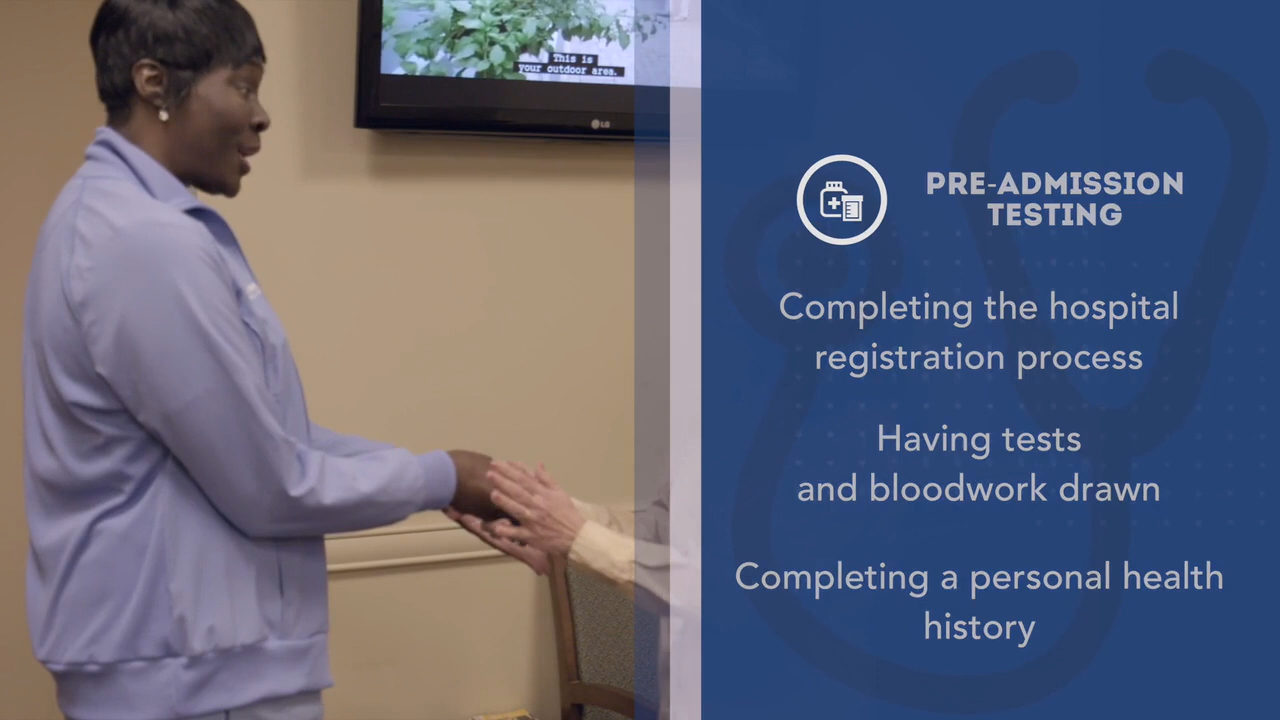 This is
your outdoor area.
LG
PRE-ADMISSION
TESTING
Completing the hospital
registration process
Having tests
and bloodwork drawn
Completing a personal health
history